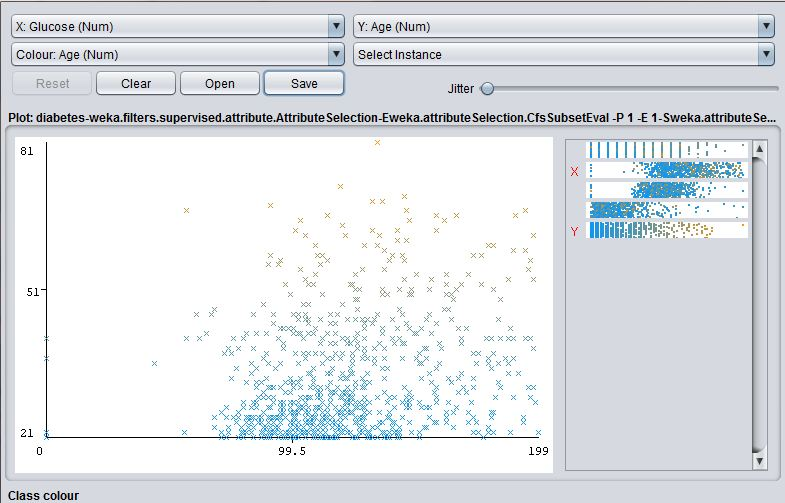 X: Glucose (Num) Y: Age (Num)
Colour: Age (Num) Select Instance
Reset Clear Open Save Jitter
Plot: diabetes-weka.filters.supervised.attribute.AttributeSelection-Eweka.attributeSelection.CfsSubsetEval -P 1 -E 1-Sweka.attributeSe...
81
X
Y
51
21
0 99.5 199
Class colour